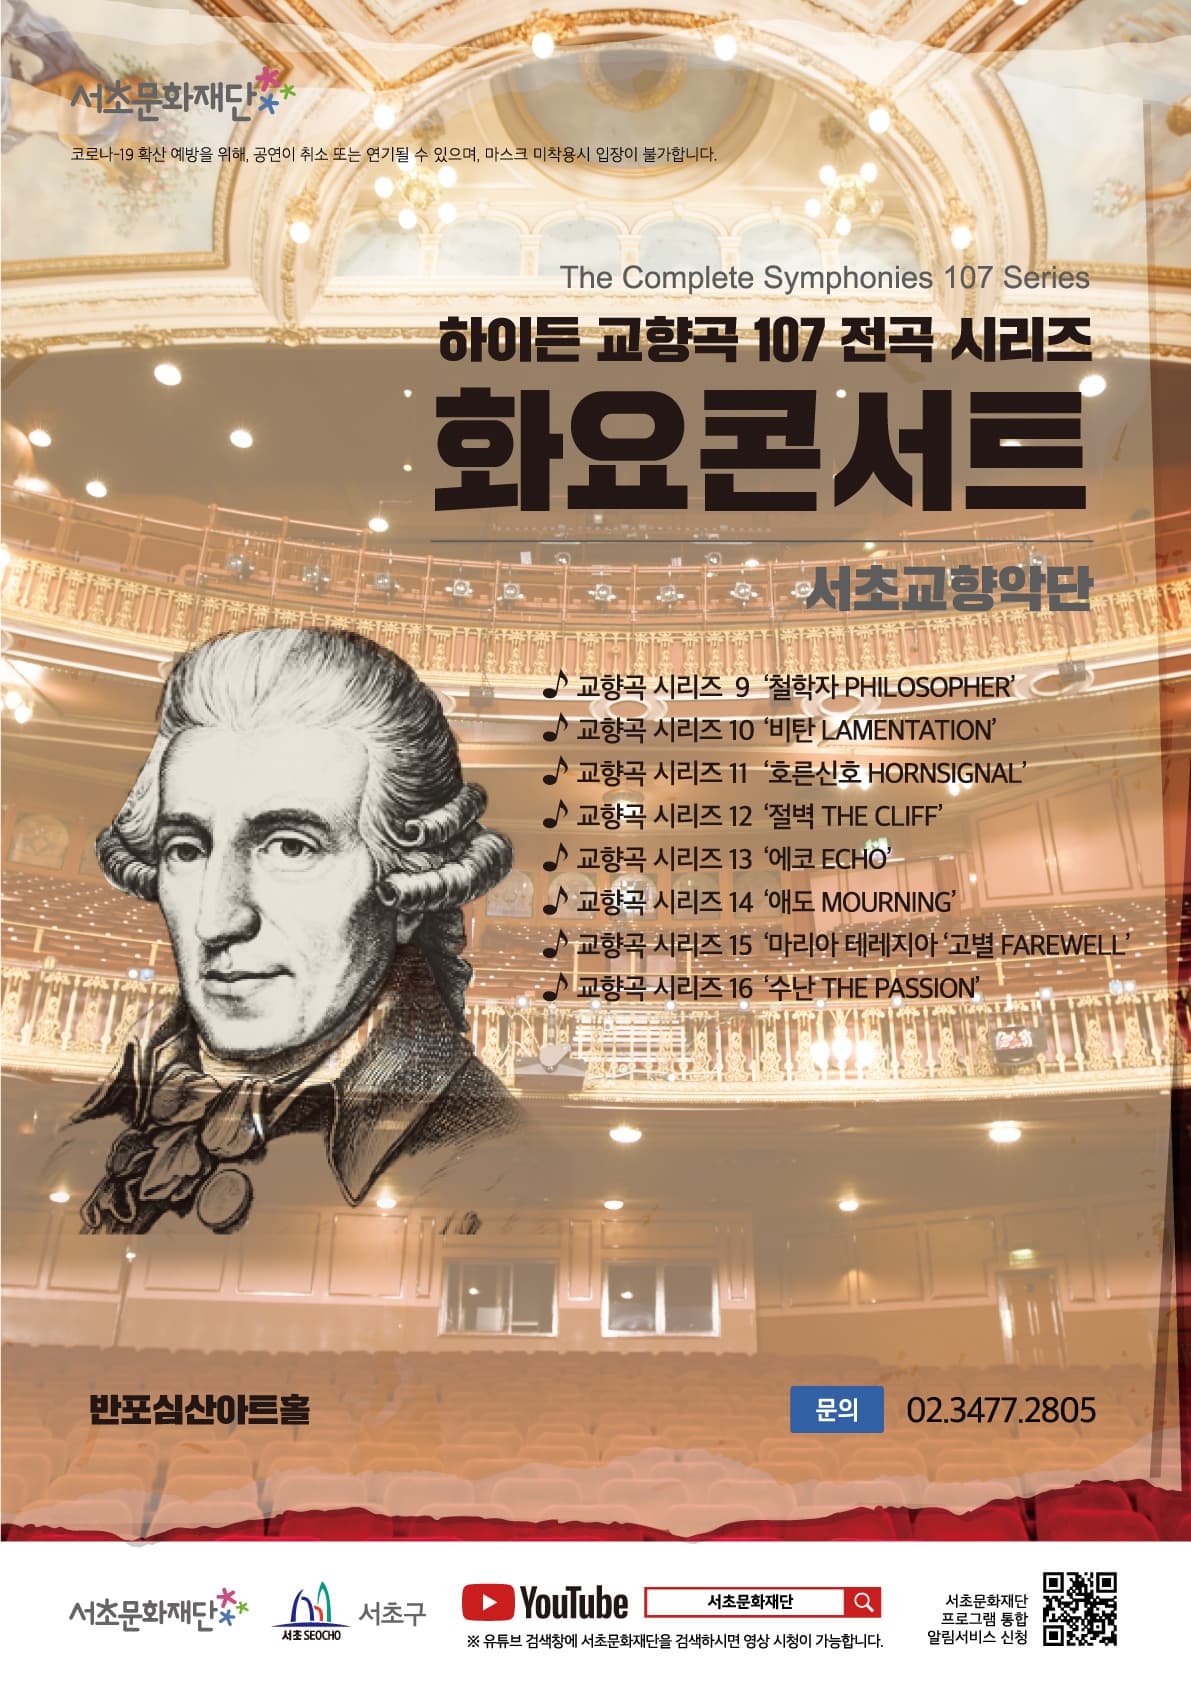 서초문화재단
코로나-19 확산 예방을 위해, 공연이 취소 또는 연기될 수 있으며, 마스크 미착용시 입장이 불가합니다.
The Complete Symphonies 107 Series
하이든 교향곡 107 전곡 시리즈
화요콘서트
서초교향악단
교향곡 시리즈 9 ‘철학자 PHILOSOPHER’
교향곡 시리즈 10 ‘비탄 LAMENTATION’
교향곡 시리즈 11 ‘호른신호 HORNSIGNAL’
교향곡 시리즈 12 ‘절벽 THE CLIFF’
교향곡 시리즈 13 ‘에코 ECHO’
교향곡 시리즈 14 ‘애도 MOURNING’
교향곡 시리즈 15 ‘마리아 테레지아 ‘고별 FAREWELL’
교향곡 시리즈 16 ‘수난 THE PASSION’
반포심산아트홀
문의 02.3477.2805
서초문화재단
서초 SEOCHO
서초구
YouTube
서초문화재단
※ 유튜브 검색창에 서초문화재단을 검색하시면 영상 시청이 가능합니다.
서초문화재단
프로그램 통합
알림서비스 신청